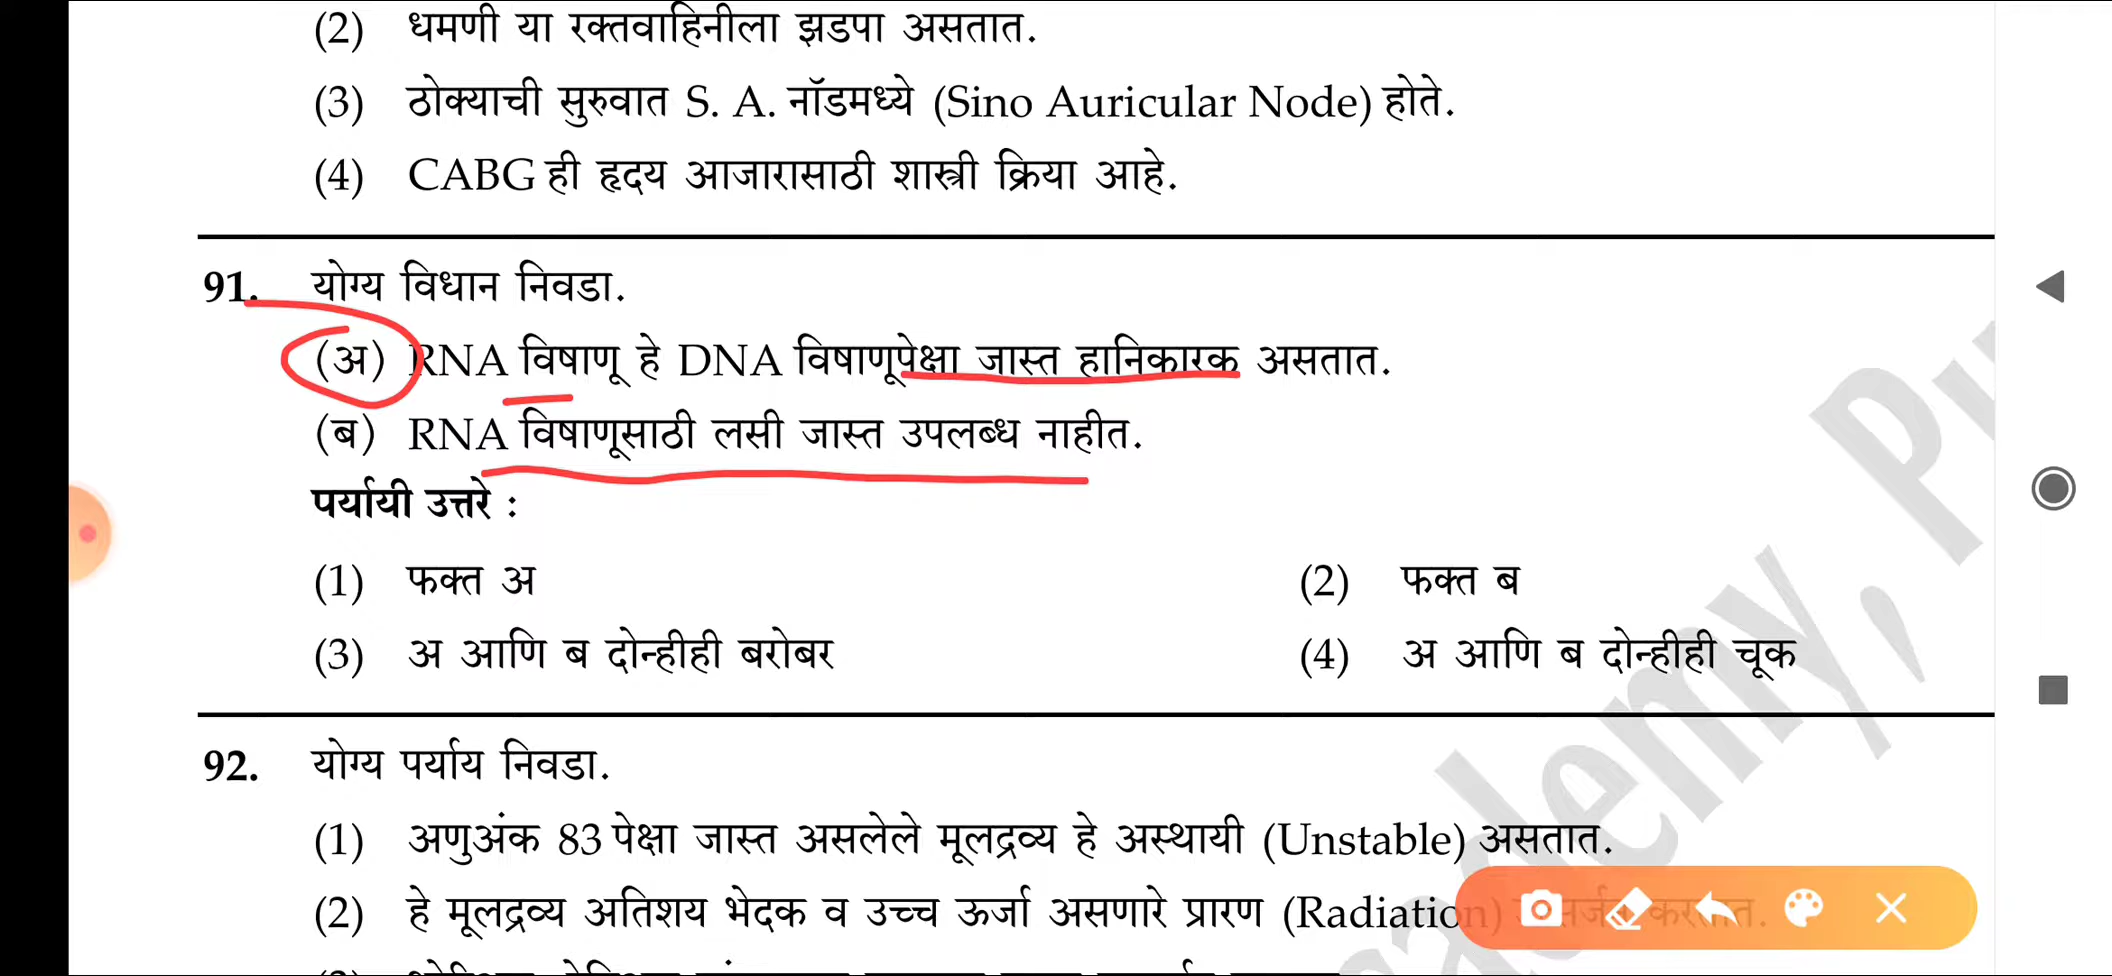 (2) धमणी या रक्तवाहिनीला झडपा असतात.
(3) ठोक्याची सुरुवात S. A. नॉडमध्ये (Sino Auricular Node) होते.
(4) CABG ही हृदय आजारासाठी शास्त्री क्रिया आहे.
91. योग्य विधान निवडा.
(अ) RNA विषाणू हे DNA विषाणूपेक्षा जास्त हानिकारक असतात.
(ब) RNA विषाणूसाठी लसी जास्त उपलब्ध नाहीत.
पर्यायी उत्तरे :
(1) फक्त अ (2) फक्त ब
(3) अ आणि ब दोन्हीही बरोबर (4) अ आणि ब दोन्हीही चूक
92. योग्य पर्याय निवडा.
(1) अणुअंक 83 पेक्षा जास्त असलेले मूलद्रव्य हे अस्थायी (Unstable) असतात.
(2) हे मूलद्रव्य अतिशय भेदक व उच्च ऊर्जा असणारे प्रारण (Radiation)